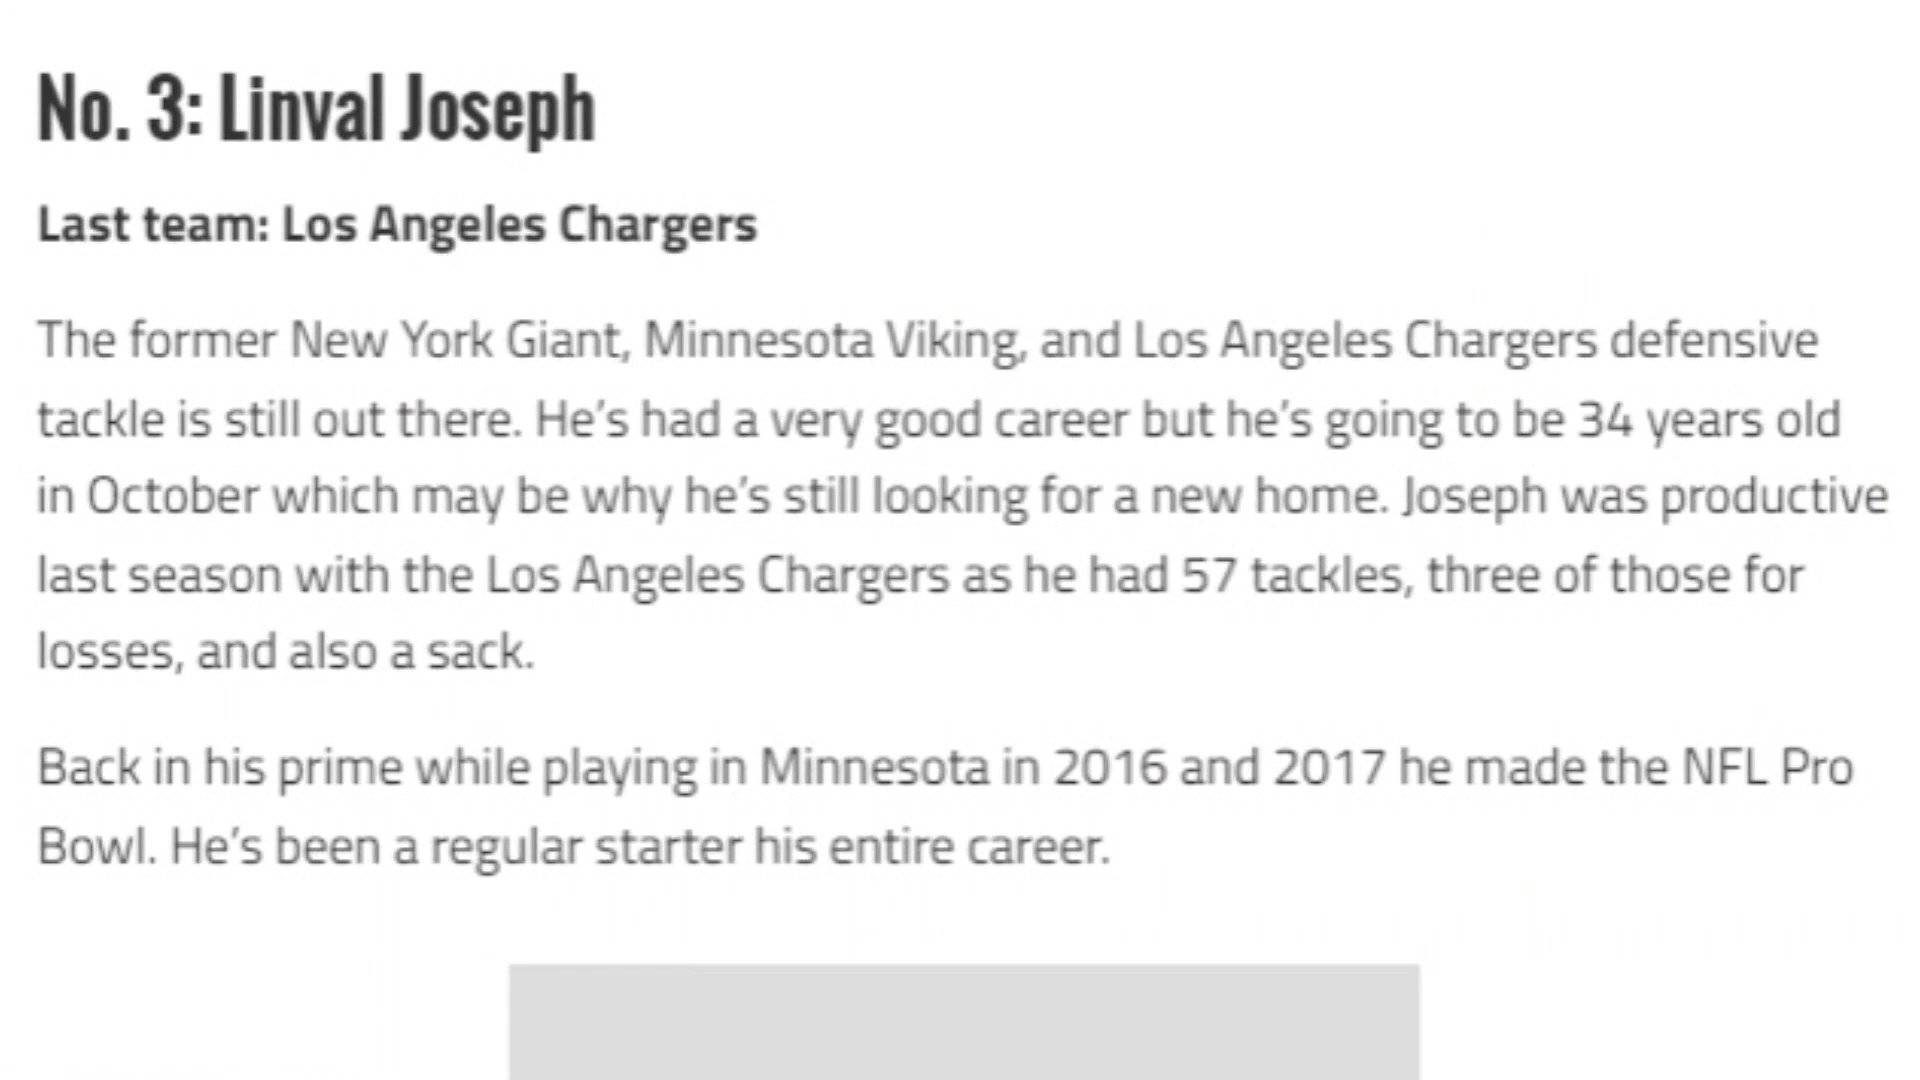 No. 3: Linval Joseph
Last team: Los Angeles Chargers
The former New York Giant, Minnesota Viking, and Los Angeles Chargers defensive
tackle is still out there. He’s had a very good career but he’s going to be 34 years old
in October which may be why he’s still looking for a new home. Joseph was productive
last season with the Los Angeles Chargers as he had 57 tackles, three of those for
losses, and also a sack.
Back in his prime while playing in Minnesota in 2016 and 2017 he made the NFL Pro
Bowl. He’s been a regular starter his entire career.